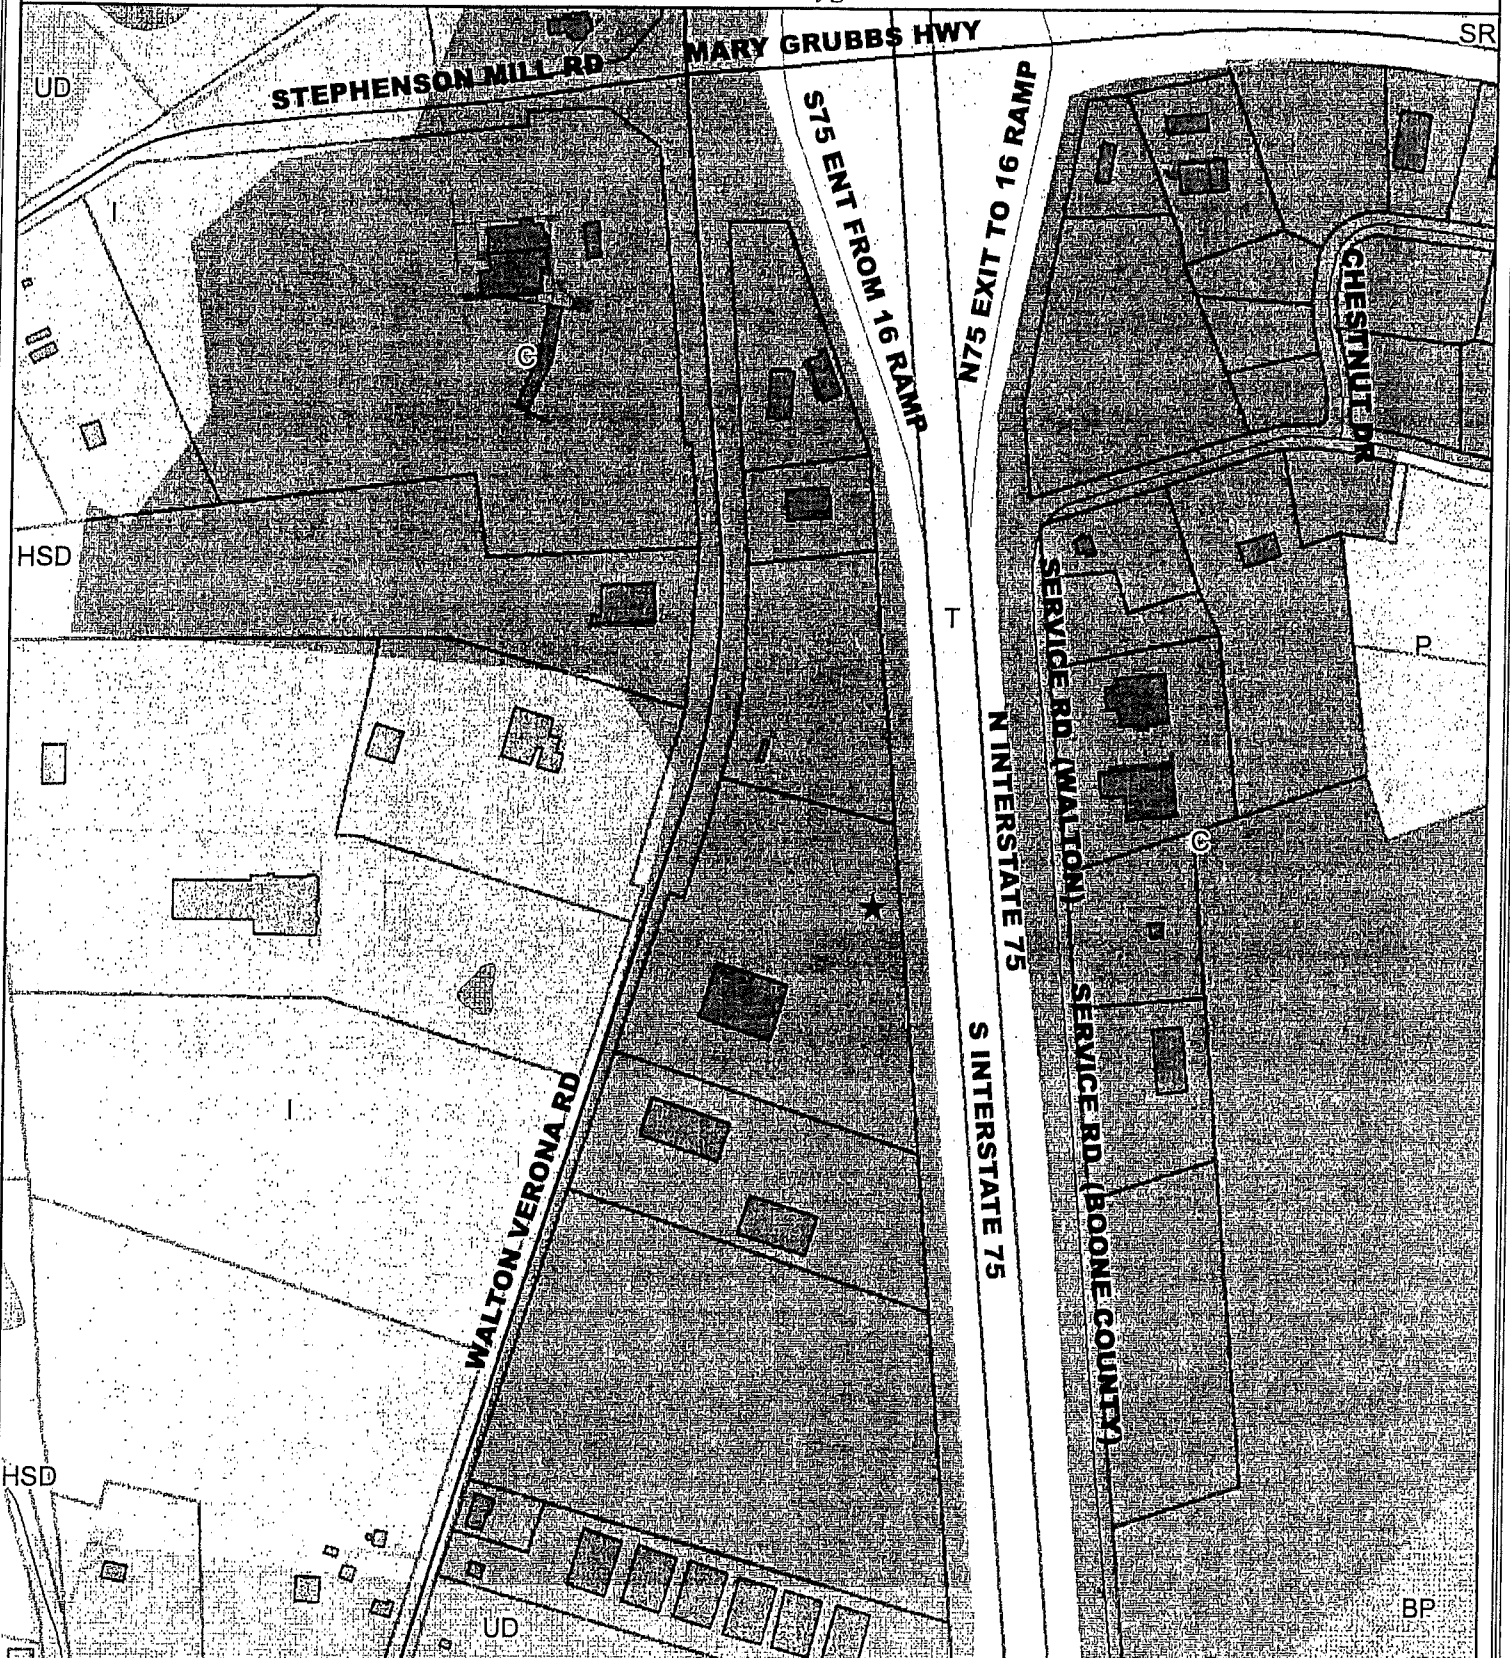 MARY GRUBBS HWY
SR
UD
STEPHENSON MILL RD
S75 ENT FROM 16 RAMP
N75 EXIT TO 16 RAMP
I
CHESTNUT DR
C
HSD
T
SERVICE RD (WALTON)
P
N INTERSTATE 75
C
SERVICE RD (BOONE COUNTY)
S INTERSTATE 75
I
WALTON VERONA RD
HSD
UD
BP